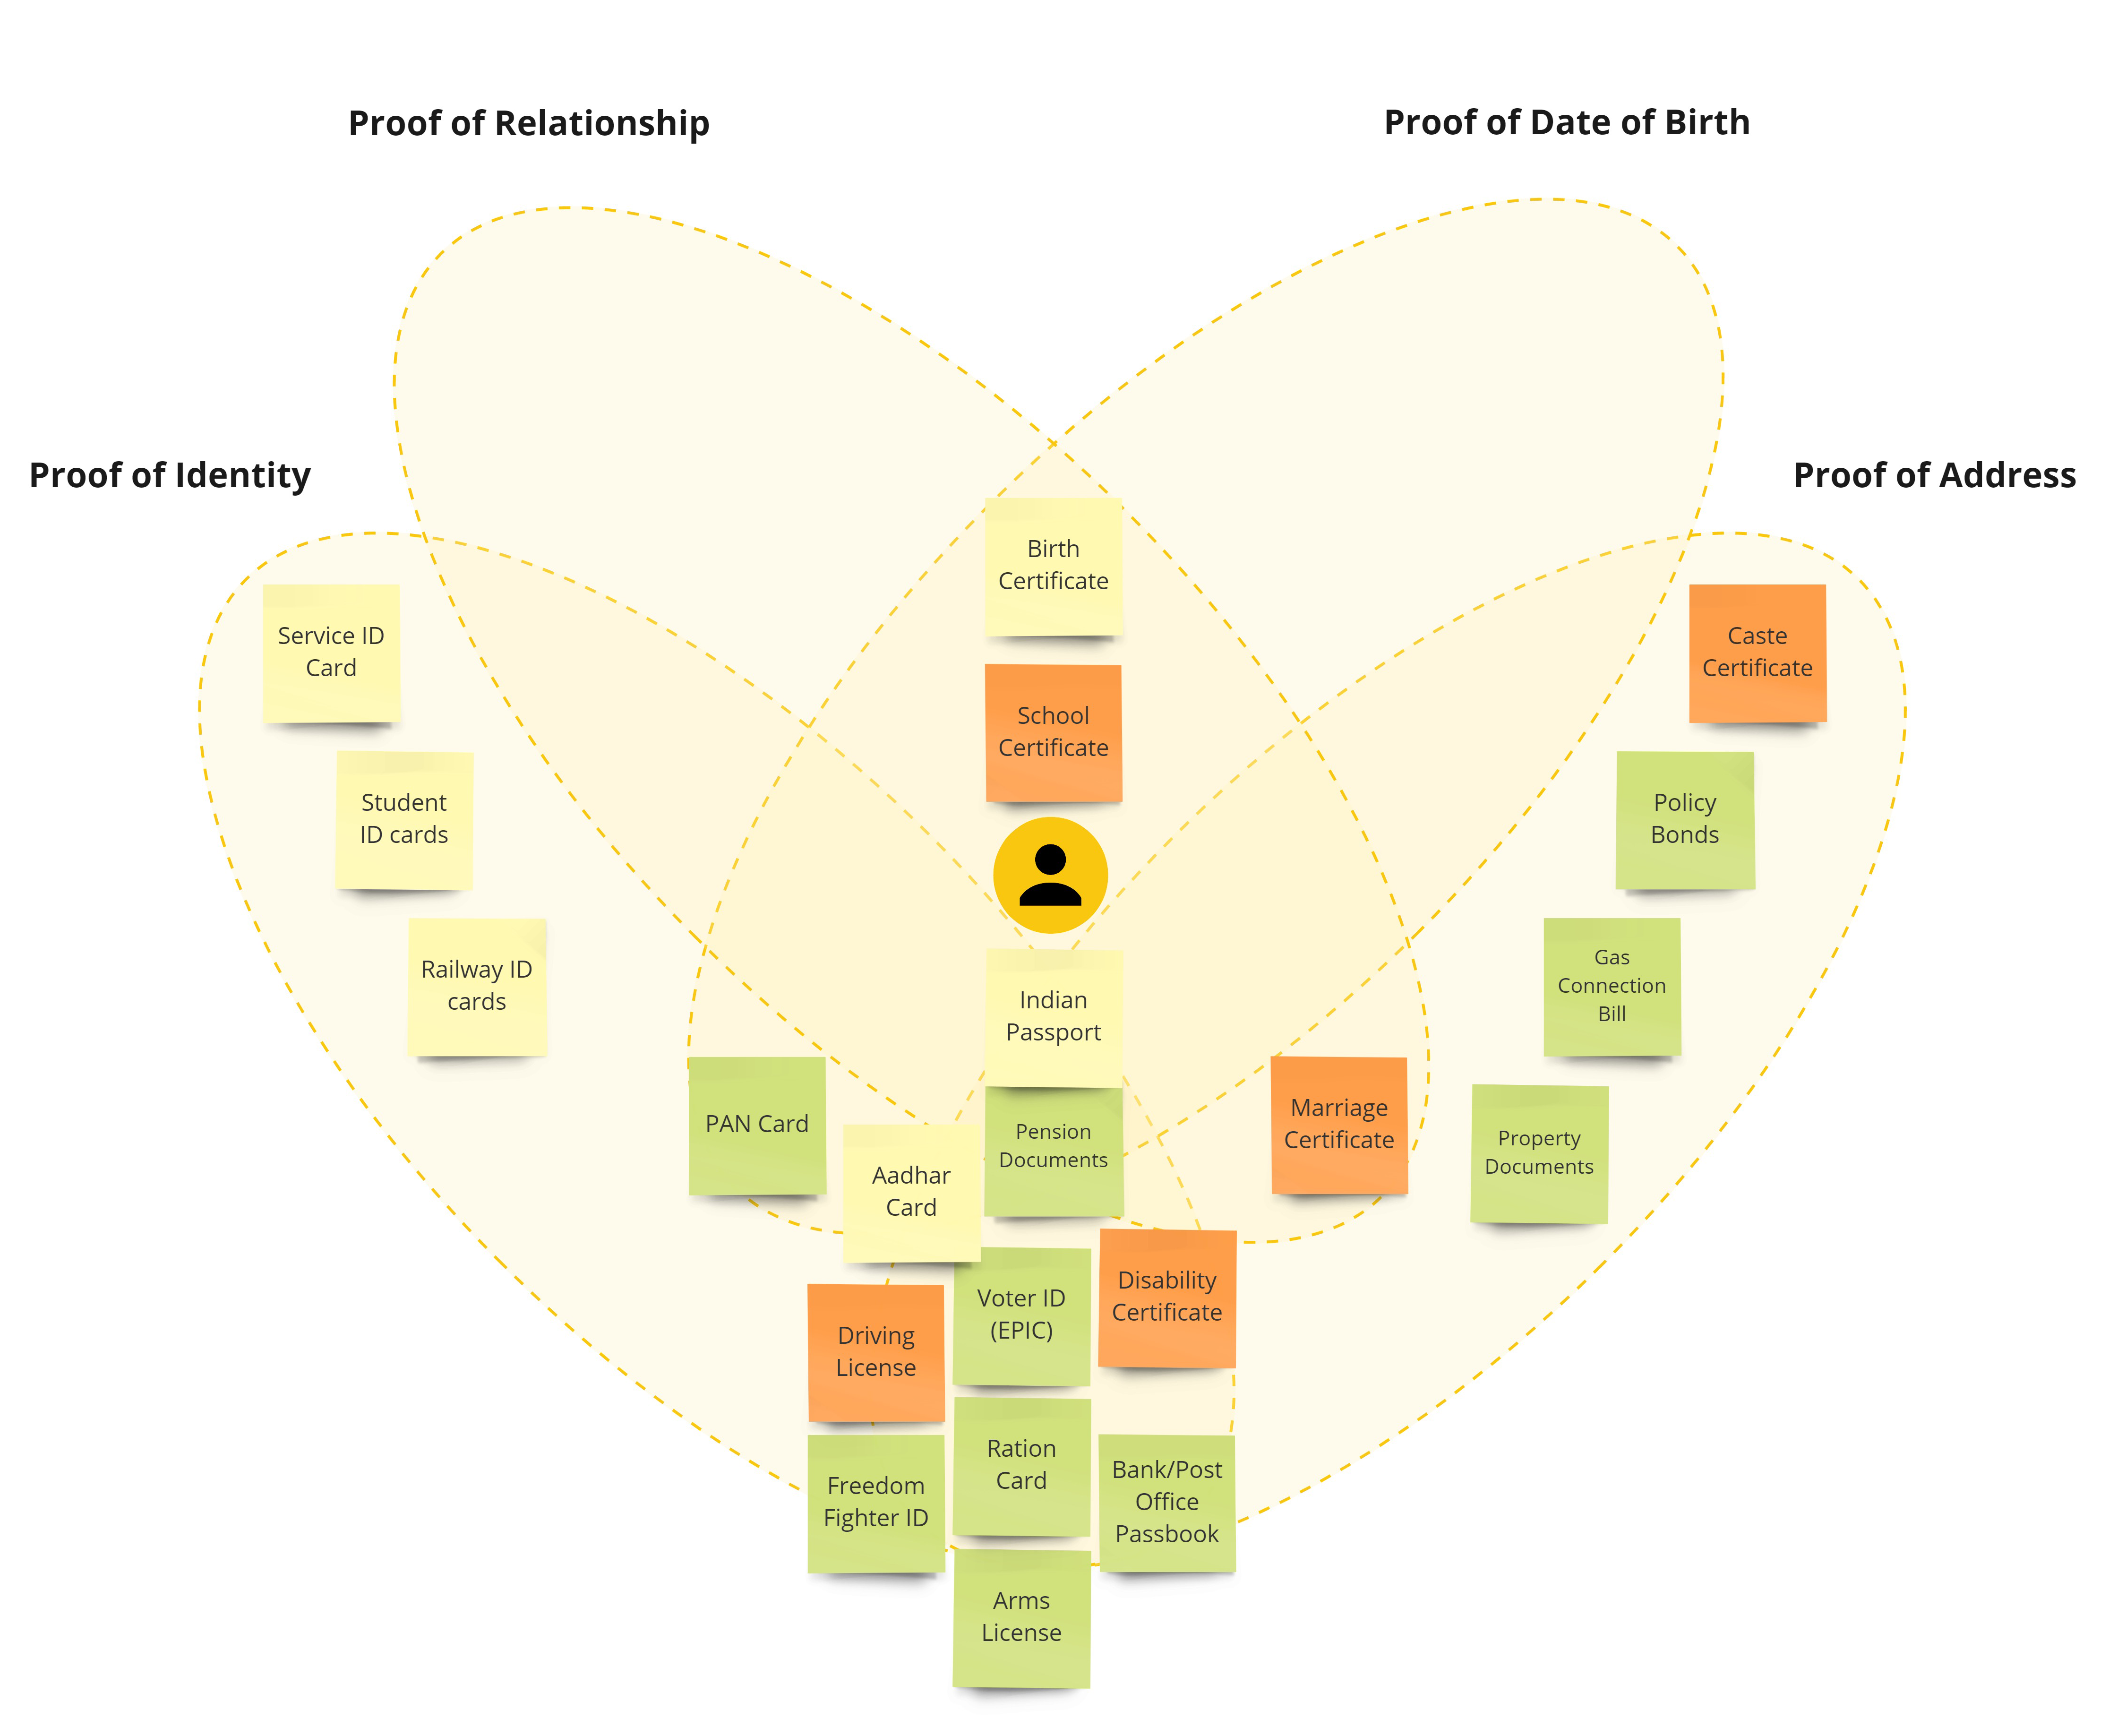 Proof of Relationship
Proof of Date of Birth
Proof of Identity
Proof of Address
Birth
Certificate
Service ID
Card
Caste
Certificate
School
Certificate
Student
ID cards
Policy
Bonds
Railway ID
cards
Gas
Connection
Bill
Indian
Passport
PAN Card
Pension
Documents
Marriage
Certificate
Property
Documents
Aadhar
Card
Voter ID
(EPIC)
Disability
Certificate
Driving
License
Ration
Card
Freedom
Fighter ID
Bank/Post
Office
Passbook
Arms
License